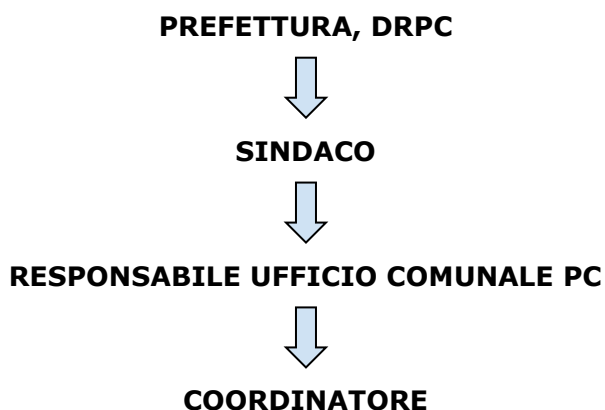 PREFETTURA, DRPC
SINDACO
RESPONSABILE UFFICIO COMUNALE PC
COORDINATORE